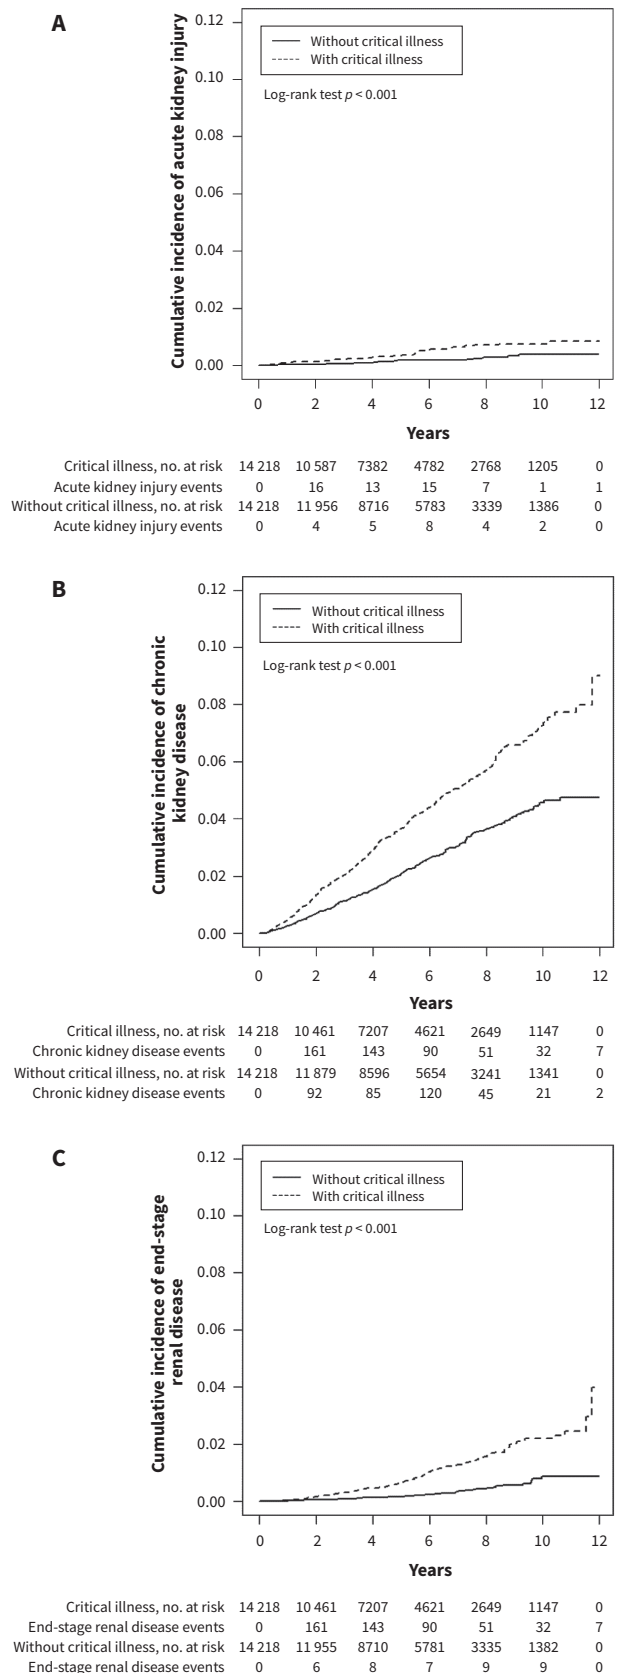 A
Cumulative incidence of acute kidney injury
0.12
0.10
0.08
0.06
0.04
0.02
0.00
Without critical illness
With critical illness
Log-rank test p < 0.001
0 2 4 6 8 10 12
Years
Critical illness, no. at risk 14 218 10 587 7382 4782 2768 1205 0
Acute kidney injury events 0 16 13 15 7 1 1
Without critical illness, no. at risk 14 218 11 956 8716 5783 3339 1386 0
Acute kidney injury events 0 4 5 8 4 2 0
B
Cumulative incidence of chronic
kidney disease
0.12
0.10
0.08
0.06
0.04
0.02
0.00
Without critical illness
With critical illness
Log-rank test p < 0.001
0 2 4 6 8 10 12
Years
Critical illness, no. at risk 14 218 10 461 7207 4621 2649 1147 0
Chronic kidney disease events 0 161 143 90 51 32 7
Without critical illness, no. at risk 14 218 11 879 8596 5654 3241 1341 0
Chronic kidney disease events 0 92 85 120 45 21 2
C
Cumulative incidence of end-stage
renal disease
0.12
0.10
0.08
0.06
0.04
0.02
0.00
Without critical illness
With critical illness
Log-rank test p < 0.001
0 2 4 6 8 10 12
Years
Critical illness, no. at risk 14 218 10 461 7207 4621 2649 1147 0
End-stage renal disease events 0 161 143 90 51 32 7
Without critical illness, no. at risk 14 218 11 955 8710 5781 3335 1382 0
End-stage renal disease events 0 6 8 7 9 9 0